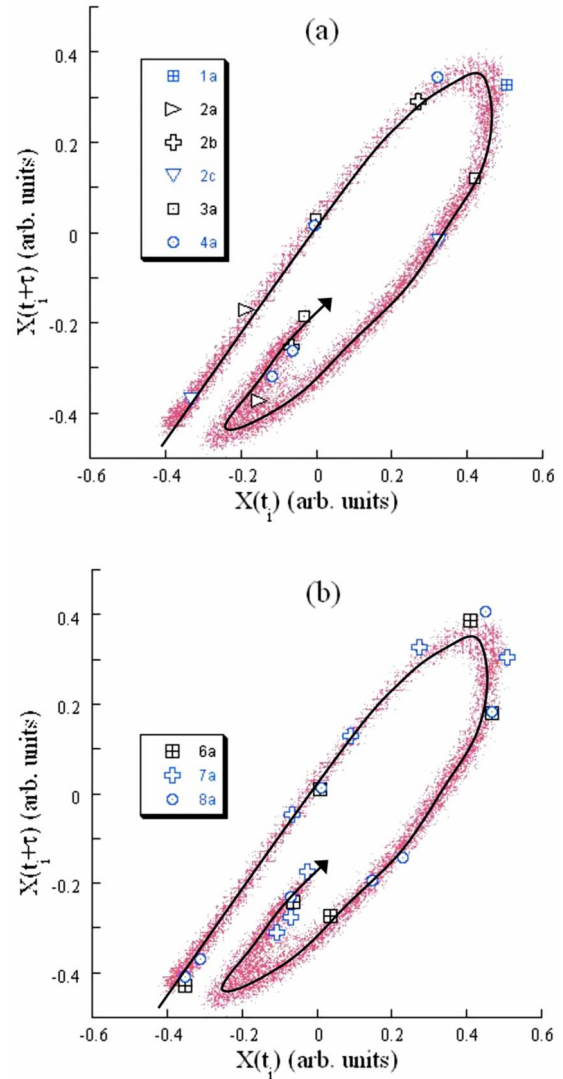 (a)
0.4
0.2
0
-0.2
-0.4
X(t_i+τ) (arb. units)
1a
2a
2b
2c
3a
4a
-0.6 -0.4 -0.2 0 0.2 0.4 0.6
X(t_i) (arb. units)
(b)
0.4
0.2
0
-0.2
-0.4
X(t_i+τ) (arb. units)
6a
7a
8a
-0.6 -0.4 -0.2 0 0.2 0.4 0.6
X(t_i) (arb. units)